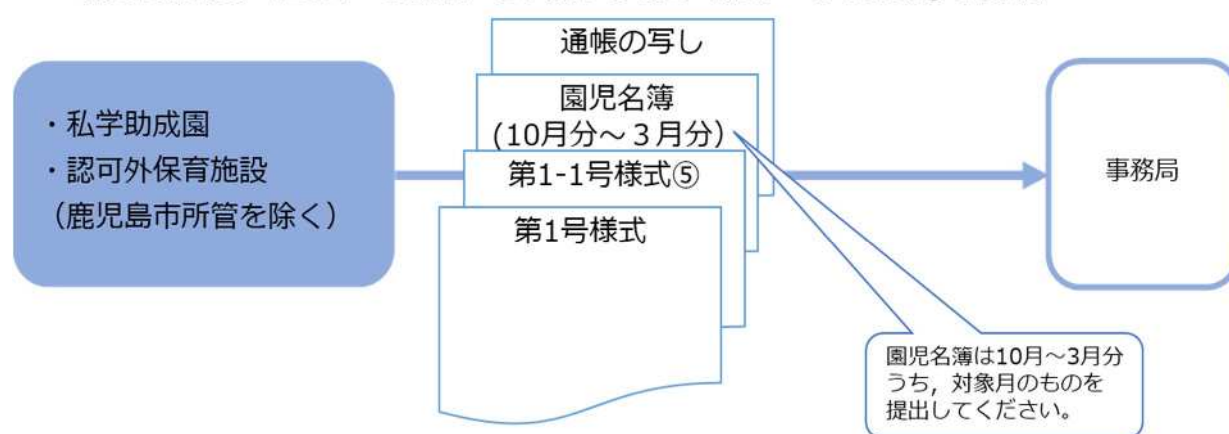 ・私学助成園
・認可外保育施設
（鹿児島市所管を除く）
通帳の写し
園児名簿
(10月分～３月分）
第1-1号様式⑤
第1号様式
事務局
園児名簿は10月～3月分
うち，対象月のものを
提出してください。